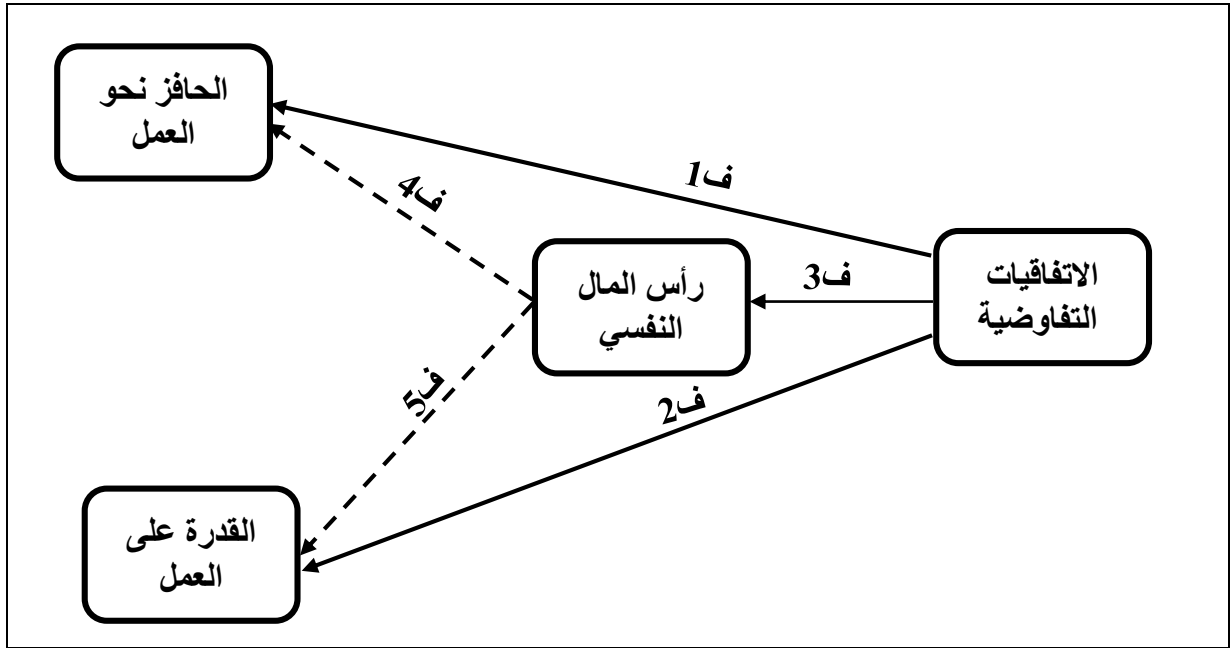 الحافز نحو
العمل
ف1
ف4
الاتفاقيات
التفاوضية
ف3
رأس المال
النفسي
ف2
ف5
القدرة على
العمل